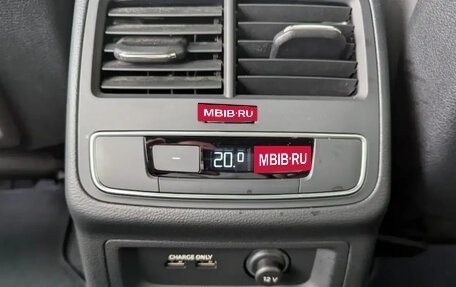 MBIB.RU
20.0
MBIB.RU
CHARGE ONLY
12 V